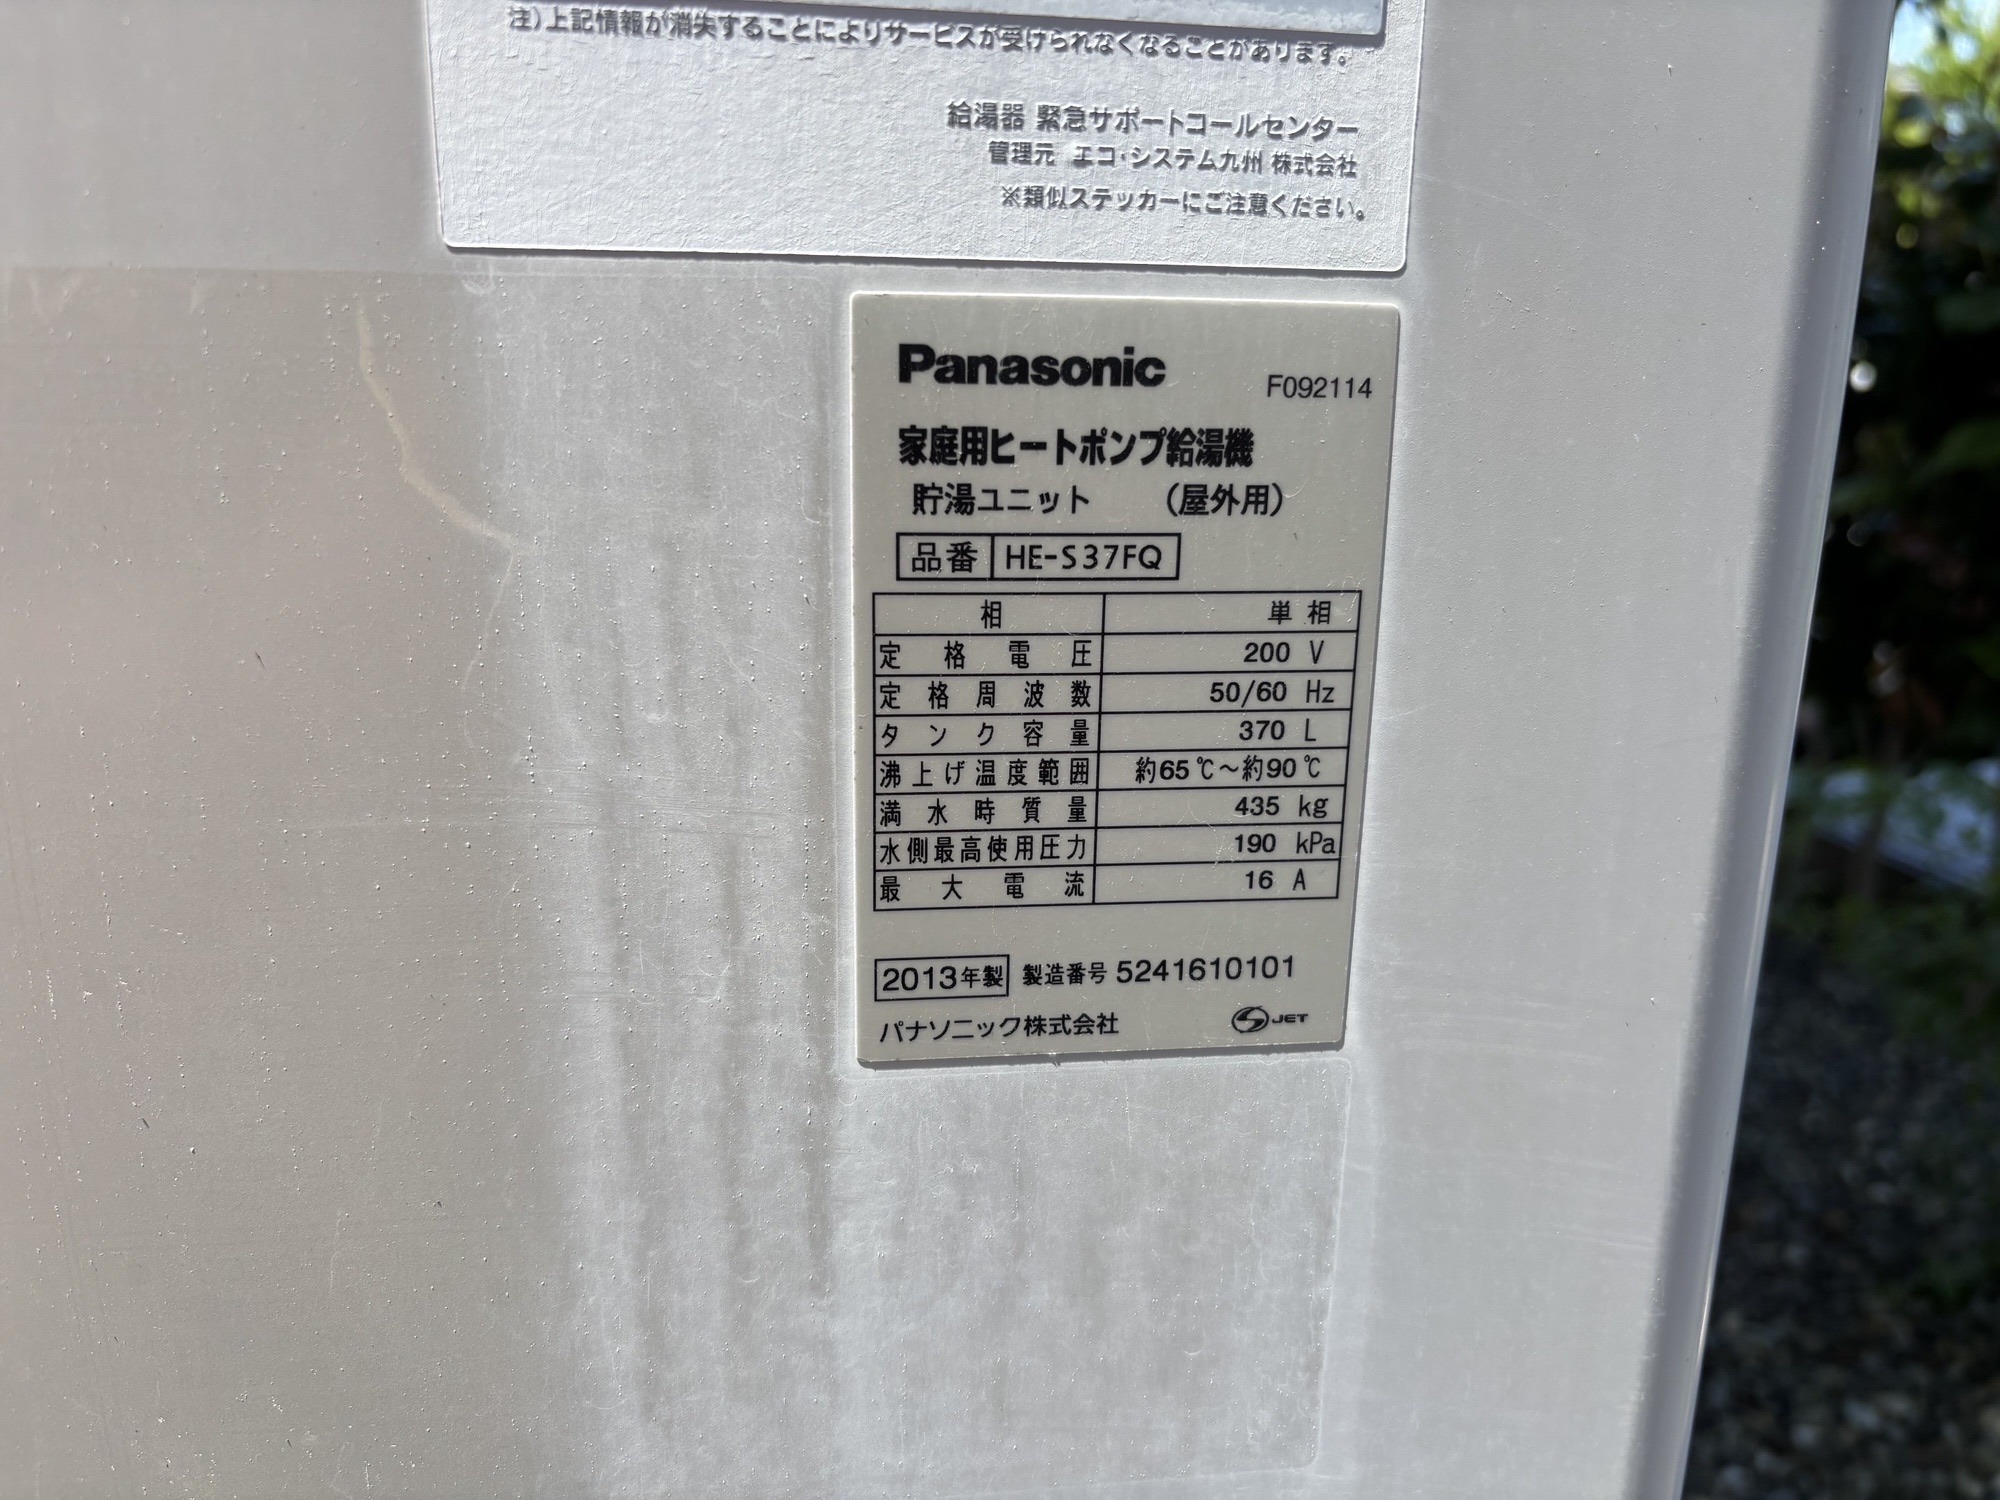 注)上記情報が消失することによりサービスが受けられなくなることがあります。
給湯器 緊急サポートコールセンター
管理元 エコ･システム九州 株式会社
※類似ステッカーにご注意ください。
Panasonic F092114
家庭用ヒートポンプ給湯機
貯湯ユニット (屋外用)
品番 HE-S37FQ
相 単相
定格電圧 200 V
定格周波数 50/60 Hz
タンク容量 370 L
沸上げ温度範囲 約65℃～約90℃
満水時質量 435 kg
水側最高使用圧力 190 kPa
最大電流 16 A
2013年製 製造番号 5241610101
パナソニック株式会社 JET